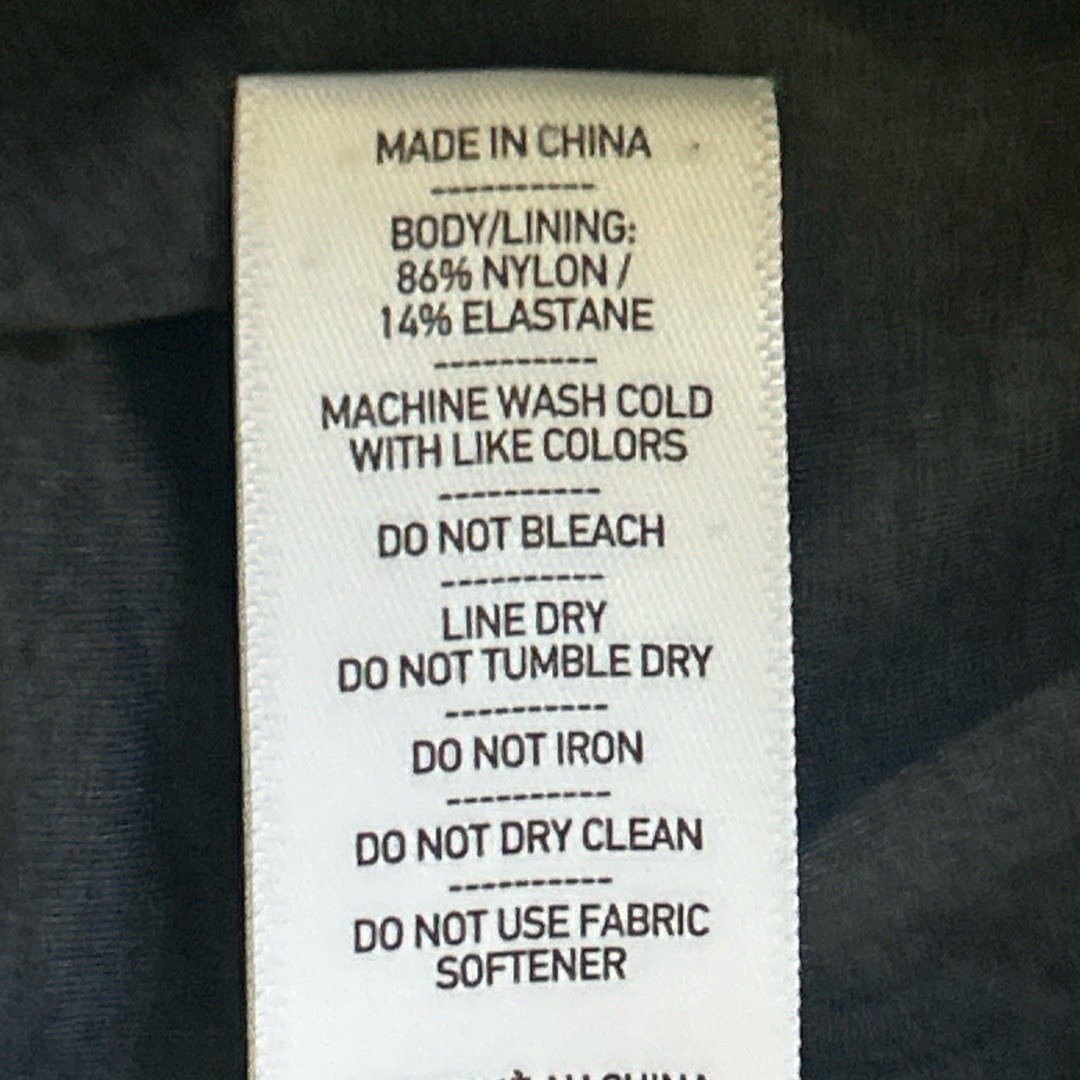 MADE IN CHINA
----------
BODY/LINING:
86% NYLON /
14% ELASTANE
----------
MACHINE WASH COLD
WITH LIKE COLORS
----------
DO NOT BLEACH
----------
LINE DRY
DO NOT TUMBLE DRY
----------
DO NOT IRON
----------
DO NOT DRY CLEAN
----------
DO NOT USE FABRIC
SOFTENER